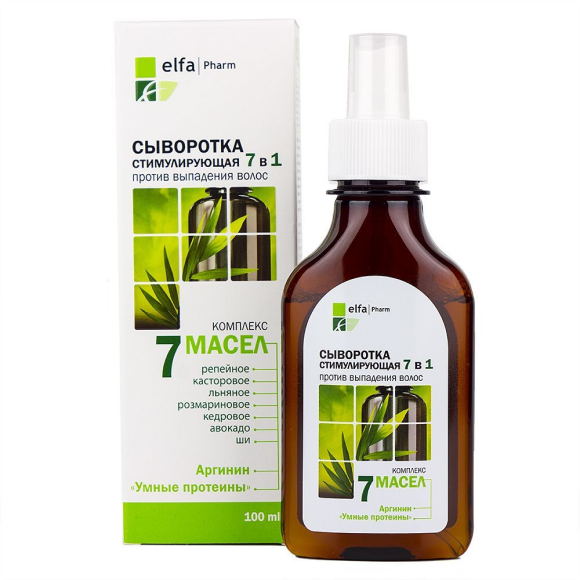 elfa Pharm
СЫВОРОТКА
СТИМУЛИРУЮЩАЯ 7 в 1
против выпадения волос
КОМПЛЕКС
7 МАСЕЛ
репейное
касторовое
льняное
розмариновое
кедровое
авокадо
ши
Аргинин
«Умные протеины»
100 ml
elfa Pharm
СЫВОРОТКА
СТИМУЛИРУЮЩАЯ 7 в 1
против выпадения волос
КОМПЛЕКС
7 МАСЕЛ
Аргинин
"Умные протеины"